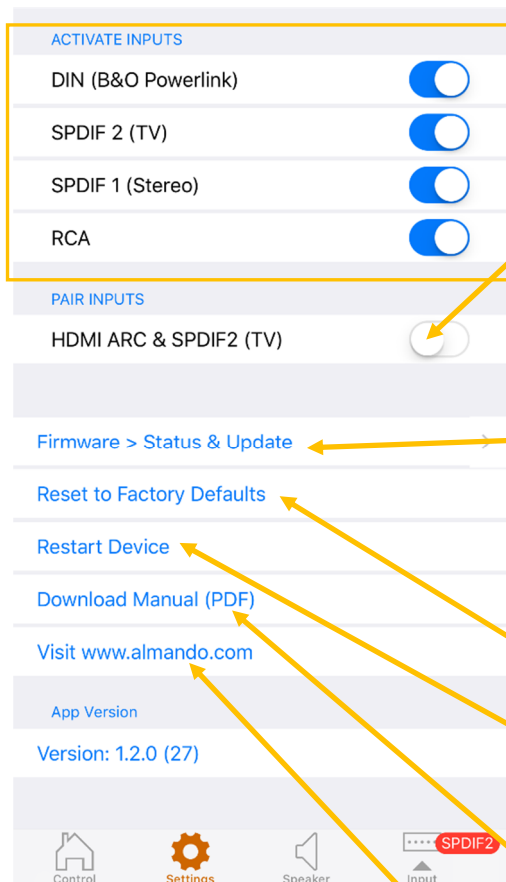 ACTIVATE INPUTS
DIN (B&O Powerlink)
SPDIF 2 (TV)
SPDIF 1 (Stereo)
RCA
PAIR INPUTS
HDMI ARC & SPDIF2 (TV)
Firmware > Status & Update
Reset to Factory Defaults
Restart Device
Download Manual (PDF)
Visit www.almando.com
App Version
Version: 1.2.0 (27)
SPDIF2
Control Settings Speaker Input